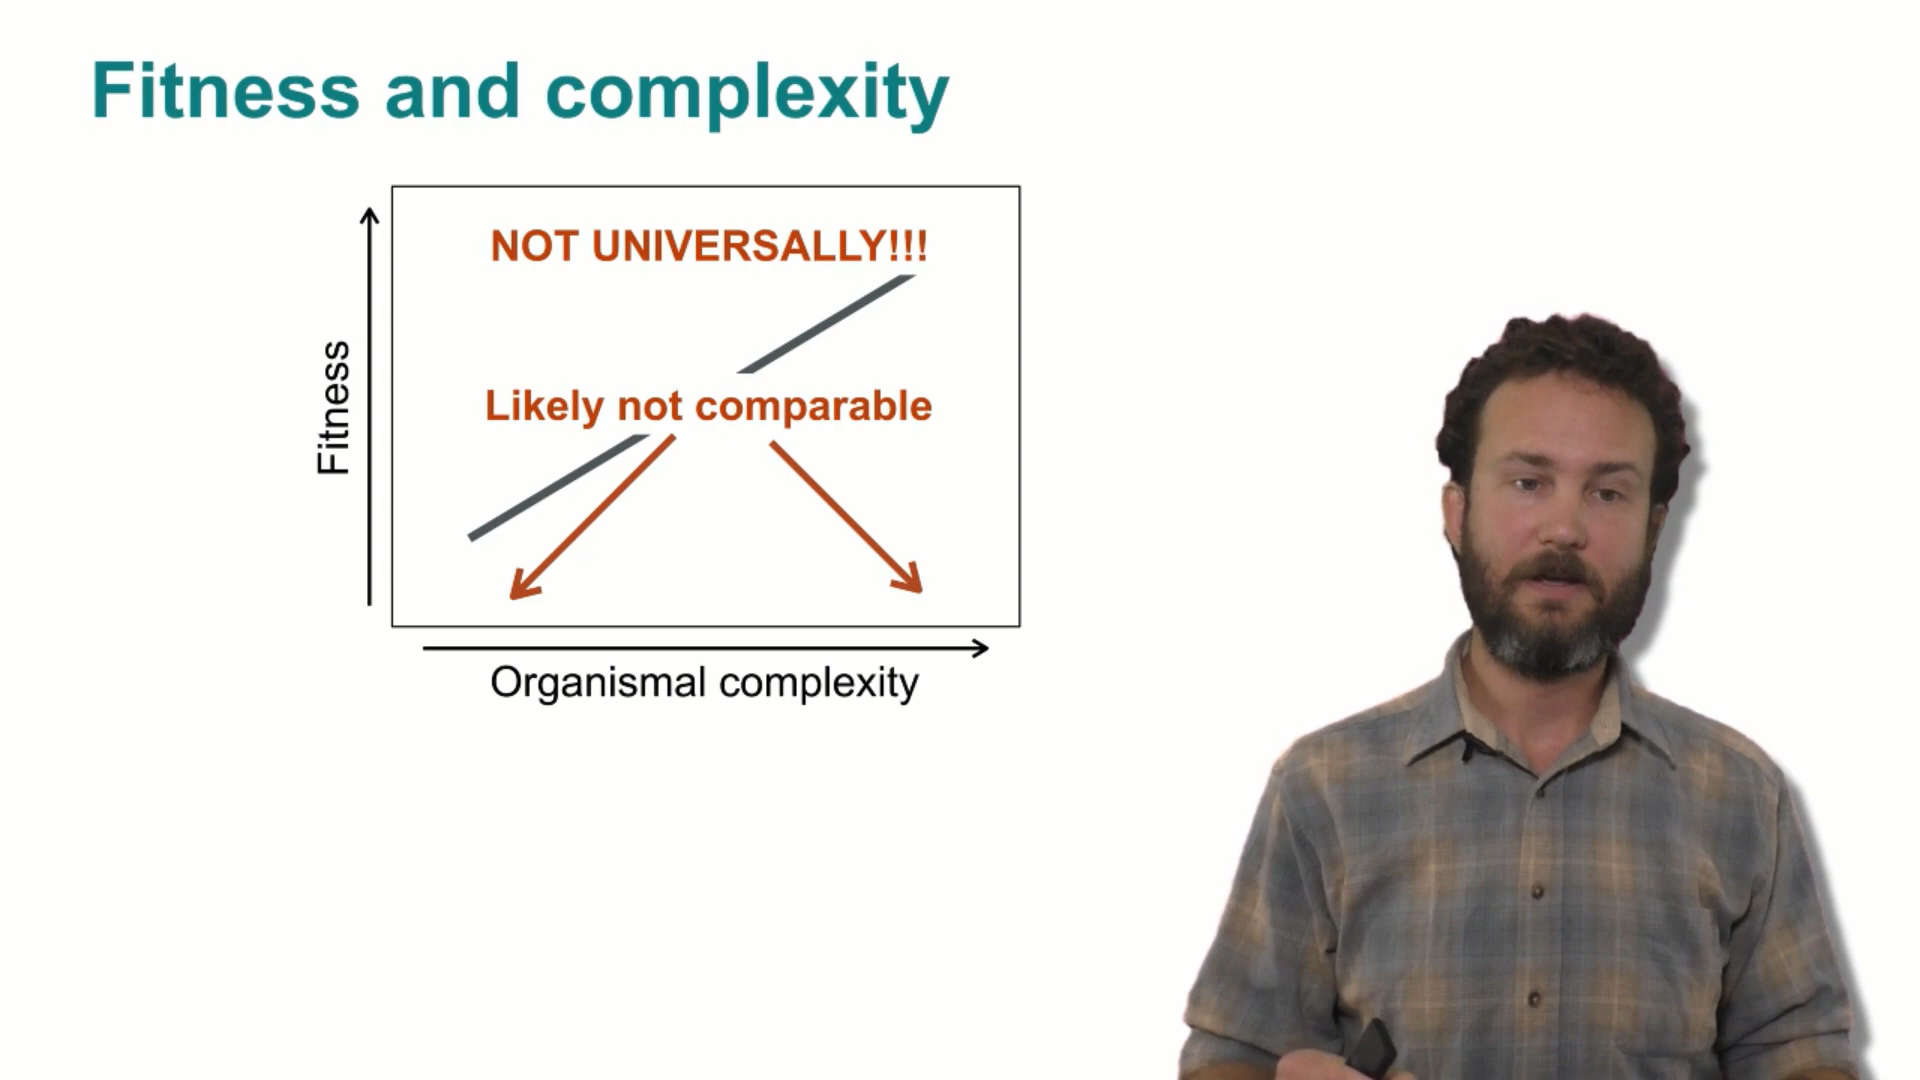 Fitness and complexity
NOT UNIVERSALLY!!!
Likely not comparable
Fitness
Organismal complexity